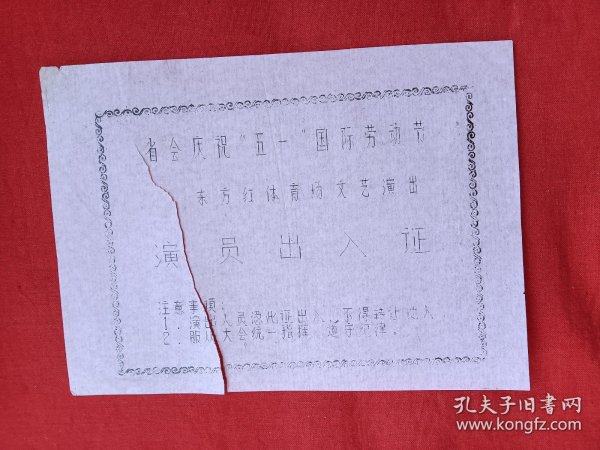 省会庆祝“五一”国际劳动节
东方红体育场文艺演出
演员出入证
注意事项：
1．演出人员凭此证出入，不得转让他人．
2．服从大会统一指挥、遵守纪律。
孔夫子旧書网
www.kongfz.com